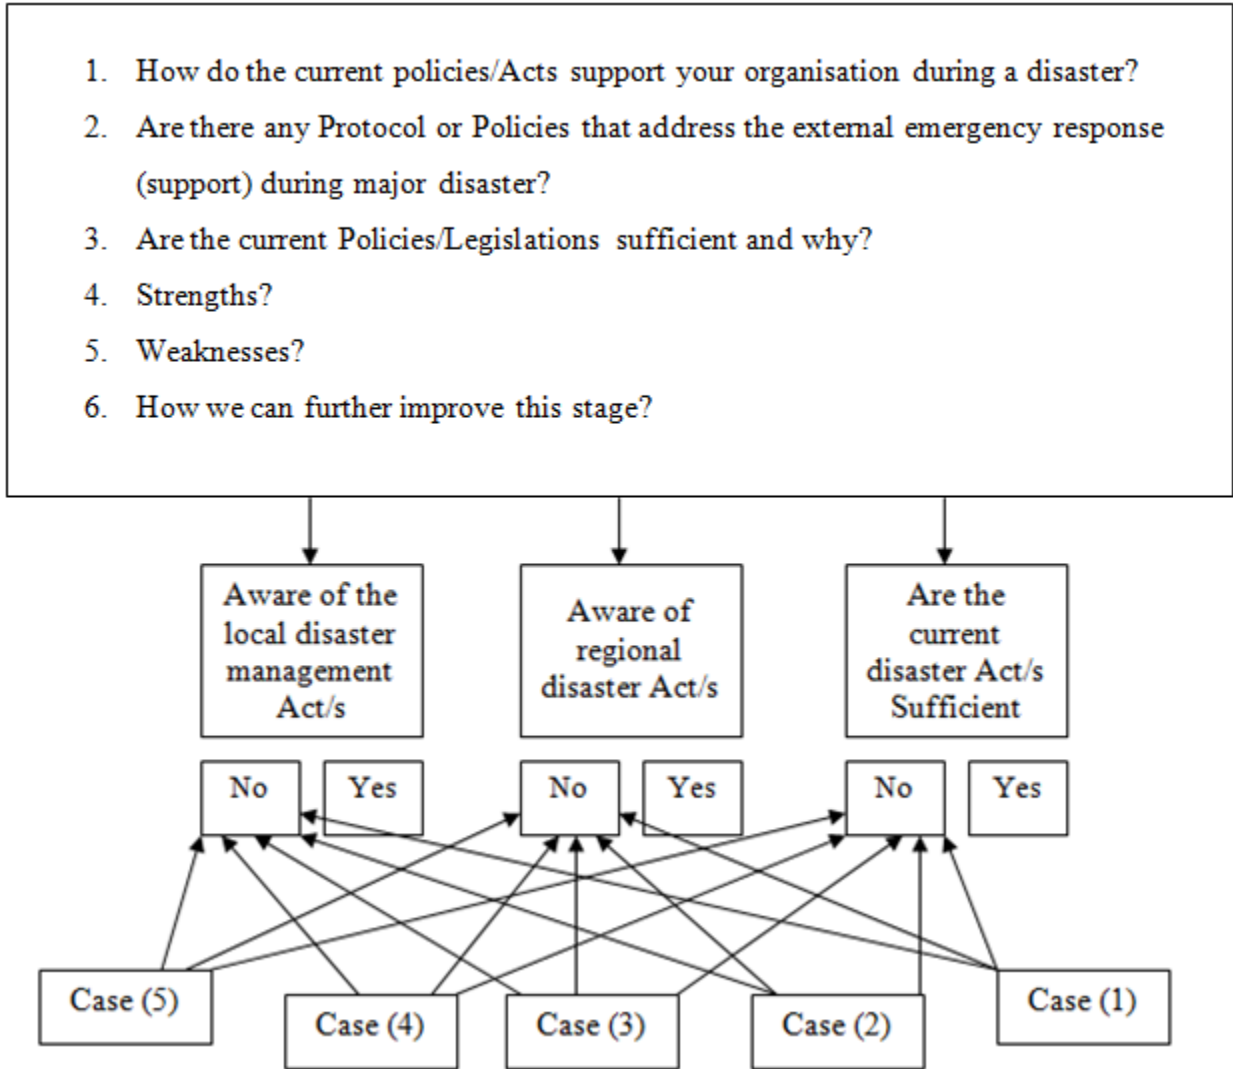 1. How do the current policies/Acts support your organisation during a disaster?
2. Are there any Protocol or Policies that address the external emergency response
(support) during major disaster?
3. Are the current Policies/Legislations sufficient and why?
4. Strengths?
5. Weaknesses?
6. How we can further improve this stage?
Aware of the
local disaster
management
Act/s
Aware of
regional
disaster Act/s
Are the
current
disaster Act/s
Sufficient
No
Yes
No
Yes
No
Yes
Case (5)
Case (4)
Case (3)
Case (2)
Case (1)